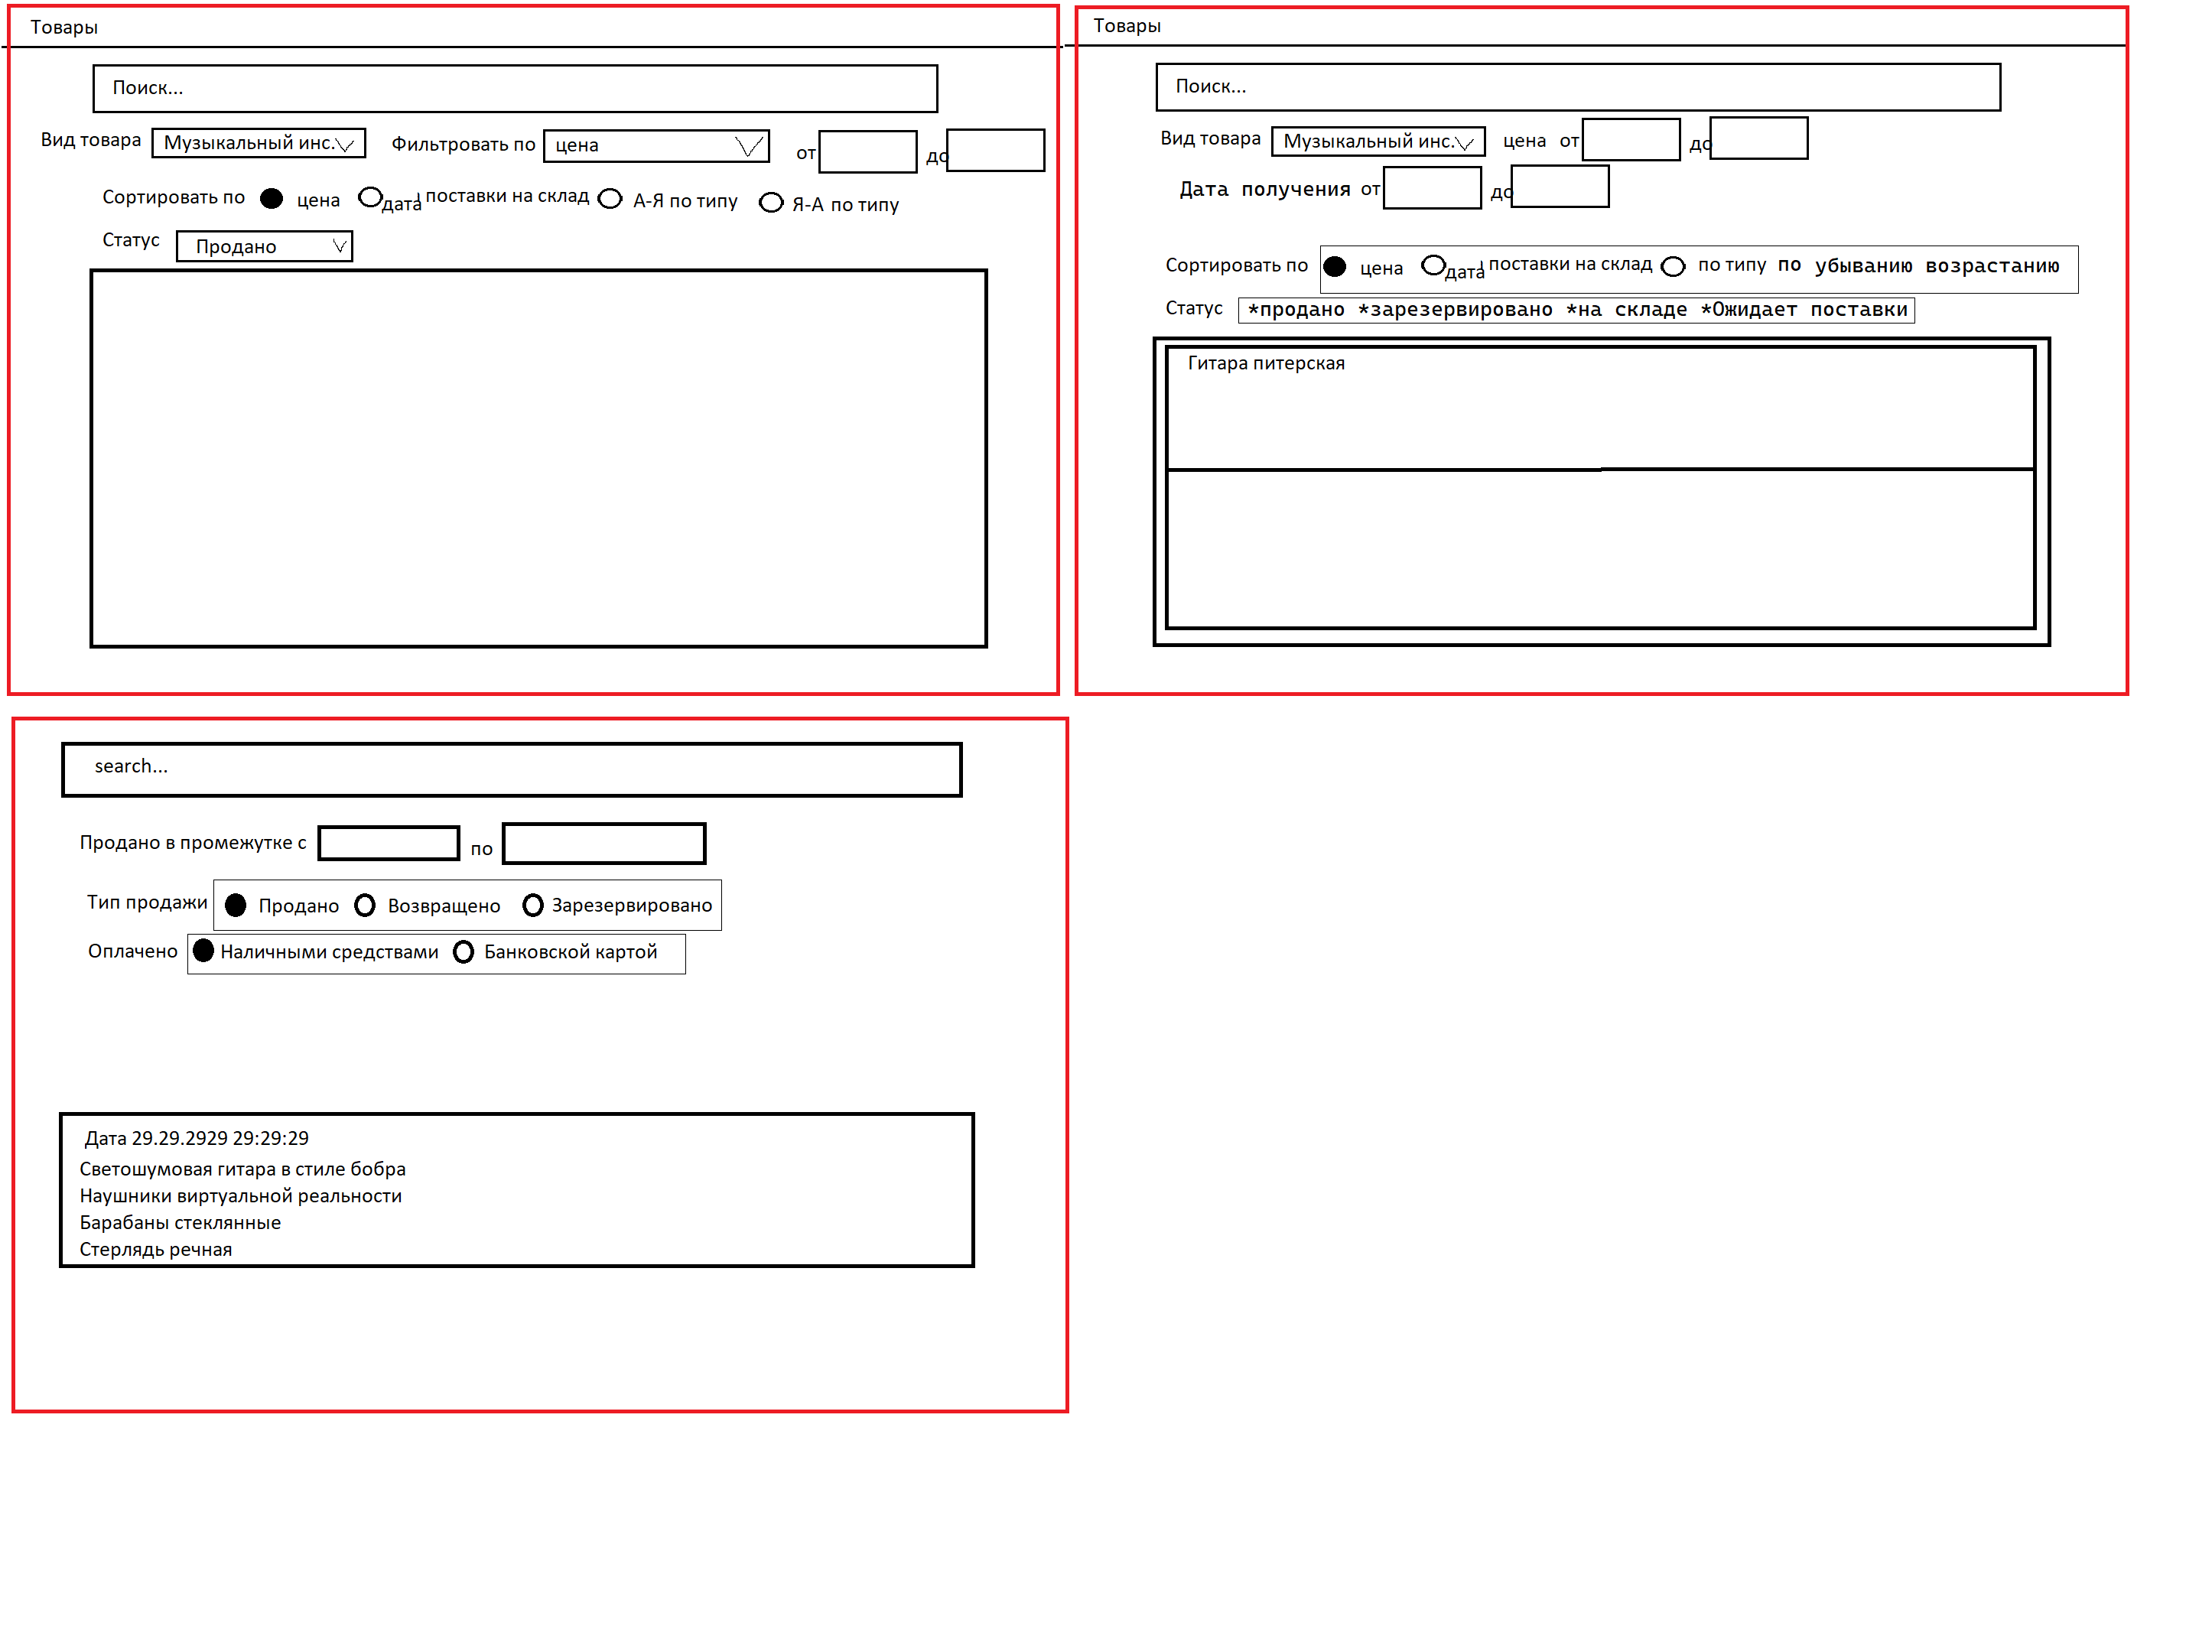 Товары
Поиск...
Вид товара Музыкальный инс. Фильтровать по цена от до
Сортировать по цена дата поставки на склад А-Я по типу Я-А по типу
Статус Продано
Товары
Поиск...
Вид товара Музыкальный инс. цена от до
Дата получения от до
Сортировать по цена дата поставки на склад по типу по убыванию возрастанию
Статус *продано *зарезервировано *на складе *Ожидает поставки
Гитара питерская
search...
Продано в промежутке с по
Тип продажи Продано Возвращено Зарезервировано
Оплачено Наличными средствами Банковской картой
Дата 29.29.2929 29:29:29
Светошумовая гитара в стиле бобра
Наушники виртуальной реальности
Барабаны стеклянные
Стерлядь речная